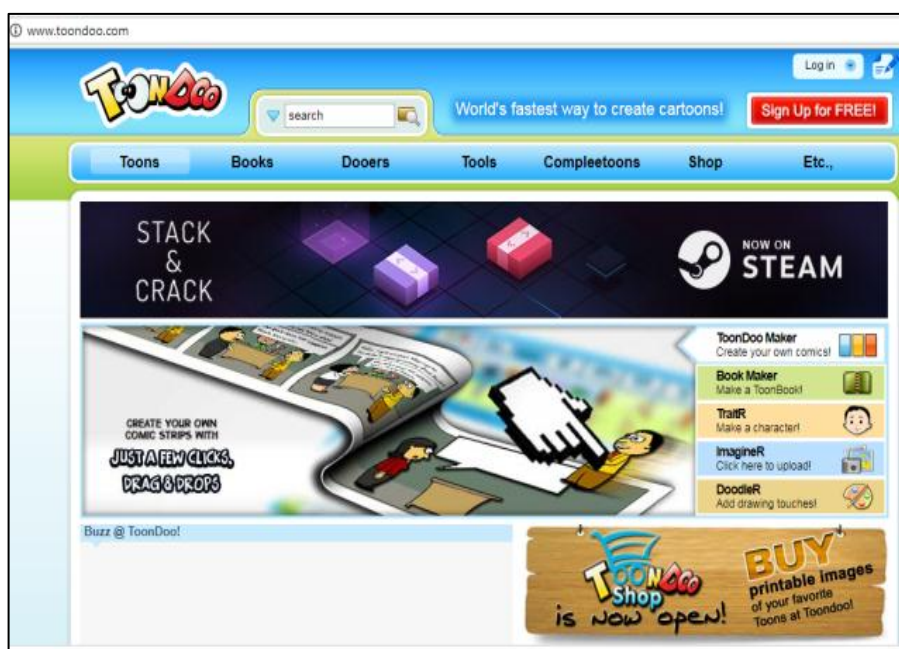 www.toondoo.com
Log in
TOONDOO
search
World's fastest way to create cartoons!
Sign Up for FREE!
Toons Books Dooers Tools Compleetoons Shop Etc.,
STACK
&
CRACK
NOW ON
STEAM
CREATE YOUR OWN
COMIC STRIPS WITH
JUST A FEW CLICKS,
DRAG & DROPS
ToonDoo Maker
Create your own comics!
Book Maker
Make a ToonBook!
TraitR
Make a character!
ImagineR
Click here to upload!
DoodleR
Add drawing touches!
Buzz @ ToonDoo!
TOONDOO
Shop
is NOW open!
BUY
printable images
of your favorite
Toons at Toondoo!